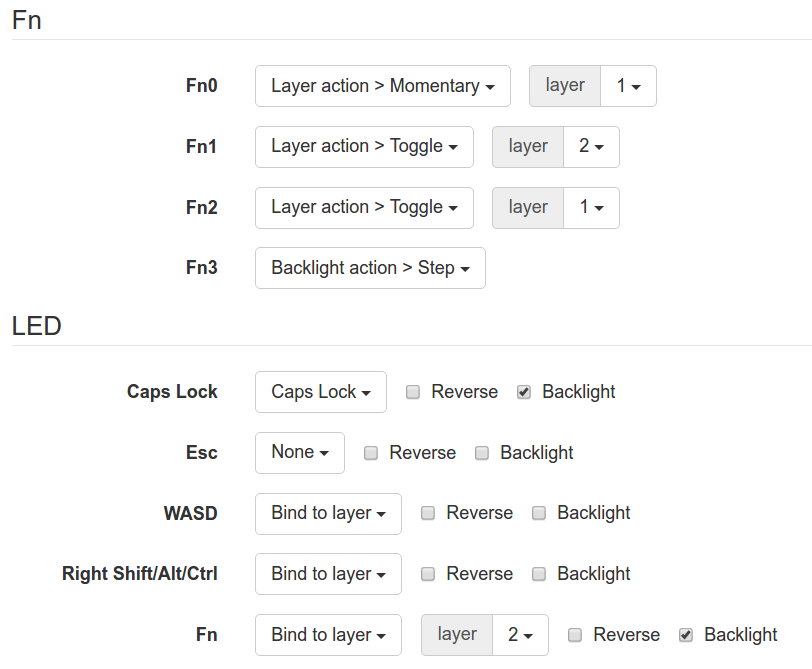 Fn
Fn0 Layer action > Momentary layer 1
Fn1 Layer action > Toggle layer 2
Fn2 Layer action > Toggle layer 1
Fn3 Backlight action > Step
LED
Caps Lock Caps Lock Reverse Backlight
Esc None Reverse Backlight
WASD Bind to layer Reverse Backlight
Right Shift/Alt/Ctrl Bind to layer Reverse Backlight
Fn Bind to layer layer 2 Reverse Backlight